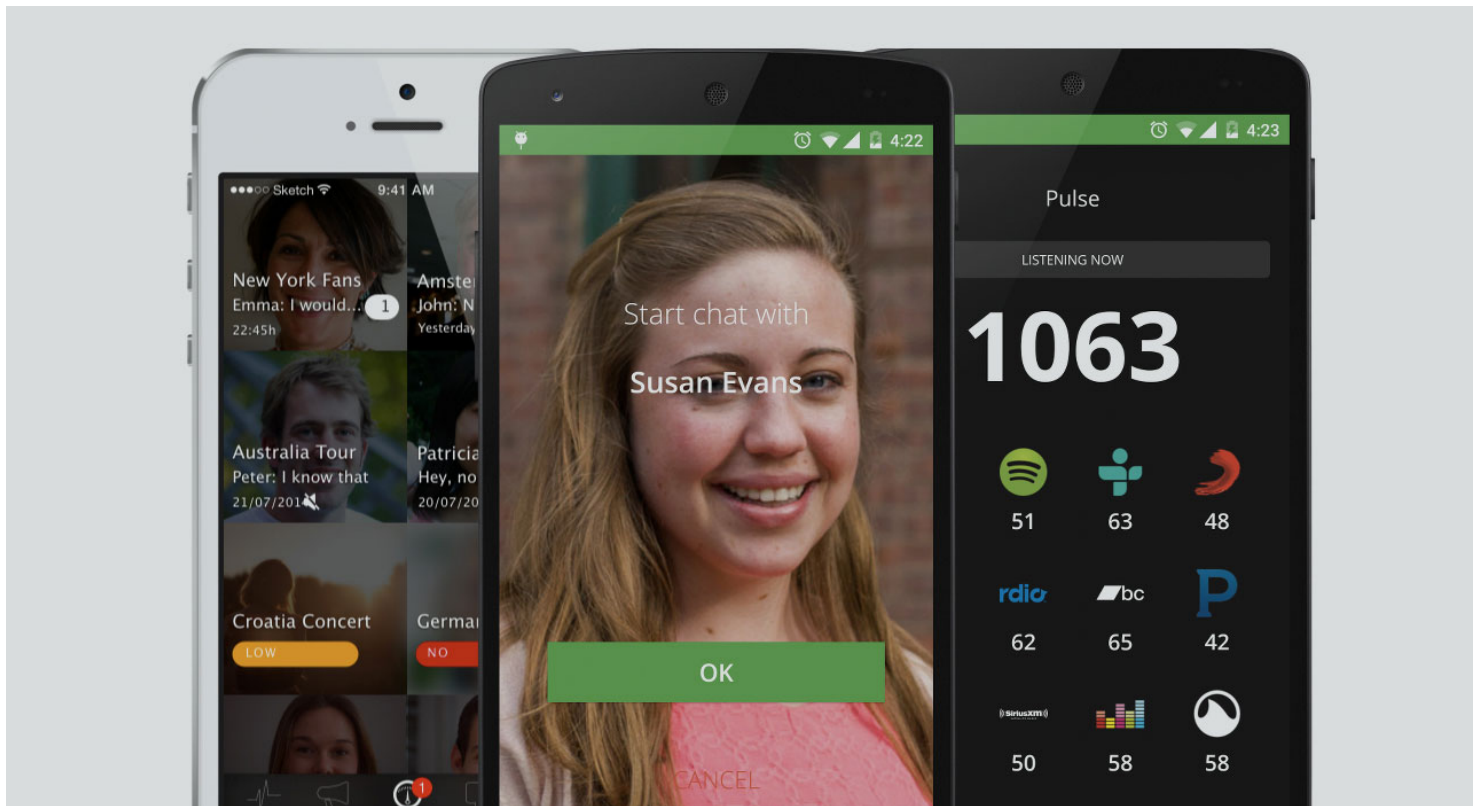 Sketch
9:41 AM
New York Fans
Emma: I would...
1
22:45h
Amste
John: N
Yesterday
Australia Tour
Peter: I know that
21/07/201
Patricia
Hey, no
20/07/20
Croatia Concert
LOW
Germa
NO
1
4:22
Start chat with
Susan Evans
OK
CANCEL
4:23
Pulse
LISTENING NOW
1063
51
63
48
rdio
bc
P
62
65
42
((SiriusXM))
50
58
58